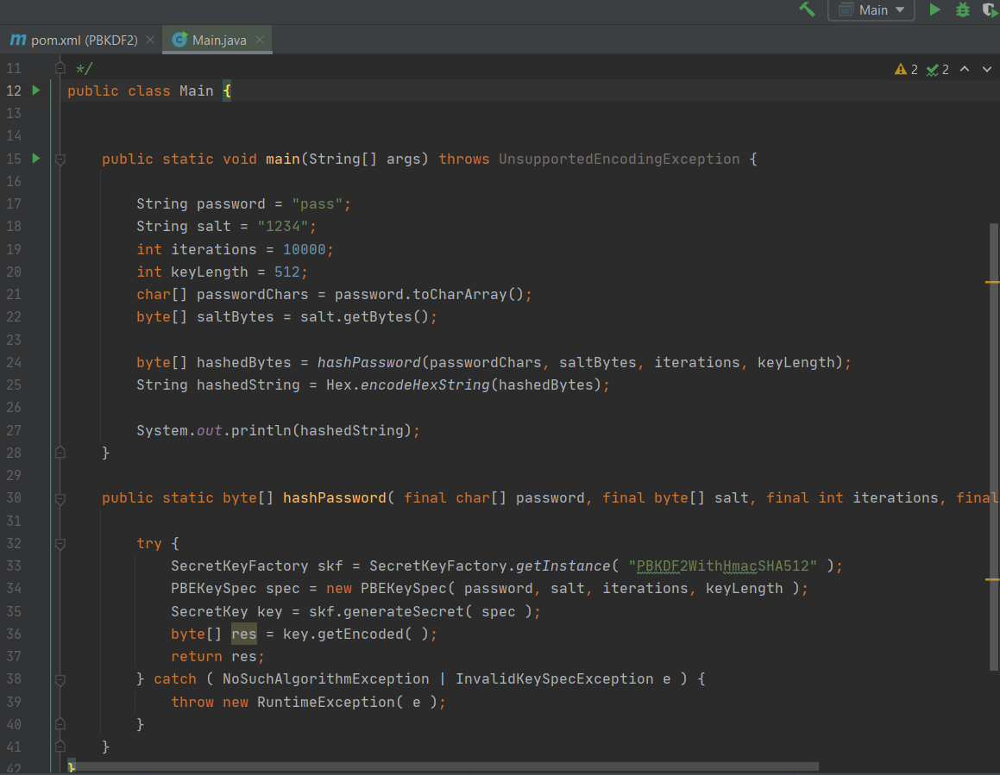 Main
pom.xml (PBKDF2)
Main.java
2 2
11 */
12 public class Main {
13
14
15 public static void main(String[] args) throws UnsupportedEncodingException {
16
17 String password = "pass";
18 String salt = "1234";
19 int iterations = 10000;
20 int keyLength = 512;
21 char[] passwordChars = password.toCharArray();
22 byte[] saltBytes = salt.getBytes();
23
24 byte[] hashedBytes = hashPassword(passwordChars, saltBytes, iterations, keyLength);
25 String hashedString = Hex.encodeHexString(hashedBytes);
26
27 System.out.println(hashedString);
28 }
29
30 public static byte[] hashPassword( final char[] password, final byte[] salt, final int iterations, final
31
32 try {
33 SecretKeyFactory skf = SecretKeyFactory.getInstance( "PBKDF2WithHmacSHA512" );
34 PBEKeySpec spec = new PBEKeySpec( password, salt, iterations, keyLength );
35 SecretKey key = skf.generateSecret( spec );
36 byte[] res = key.getEncoded( );
37 return res;
38 } catch ( NoSuchAlgorithmException | InvalidKeySpecException e ) {
39 throw new RuntimeException( e );
40 }
41 }
42 }